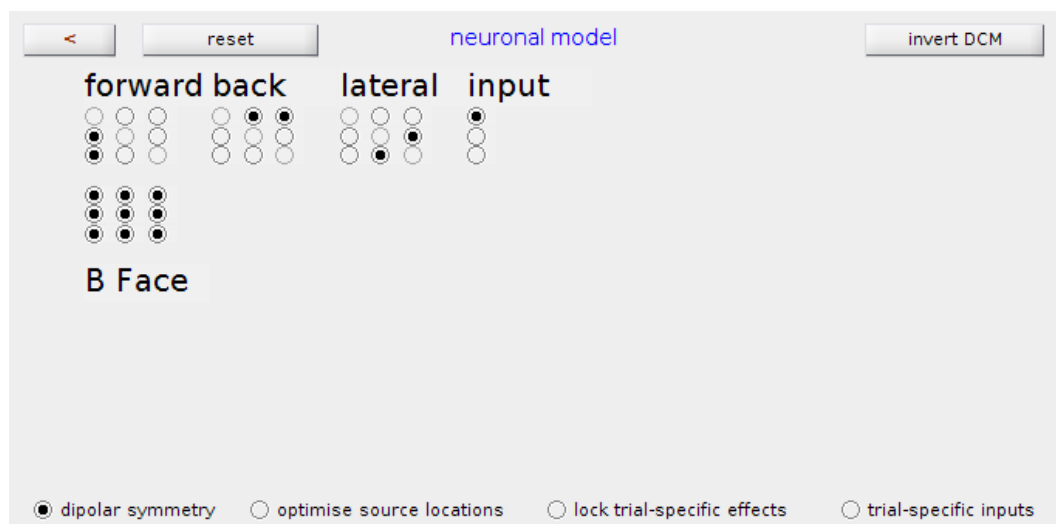 < reset neuronal model invert DCM
forward back lateral input
B Face
dipolar symmetry optimise source locations lock trial-specific effects trial-specific inputs